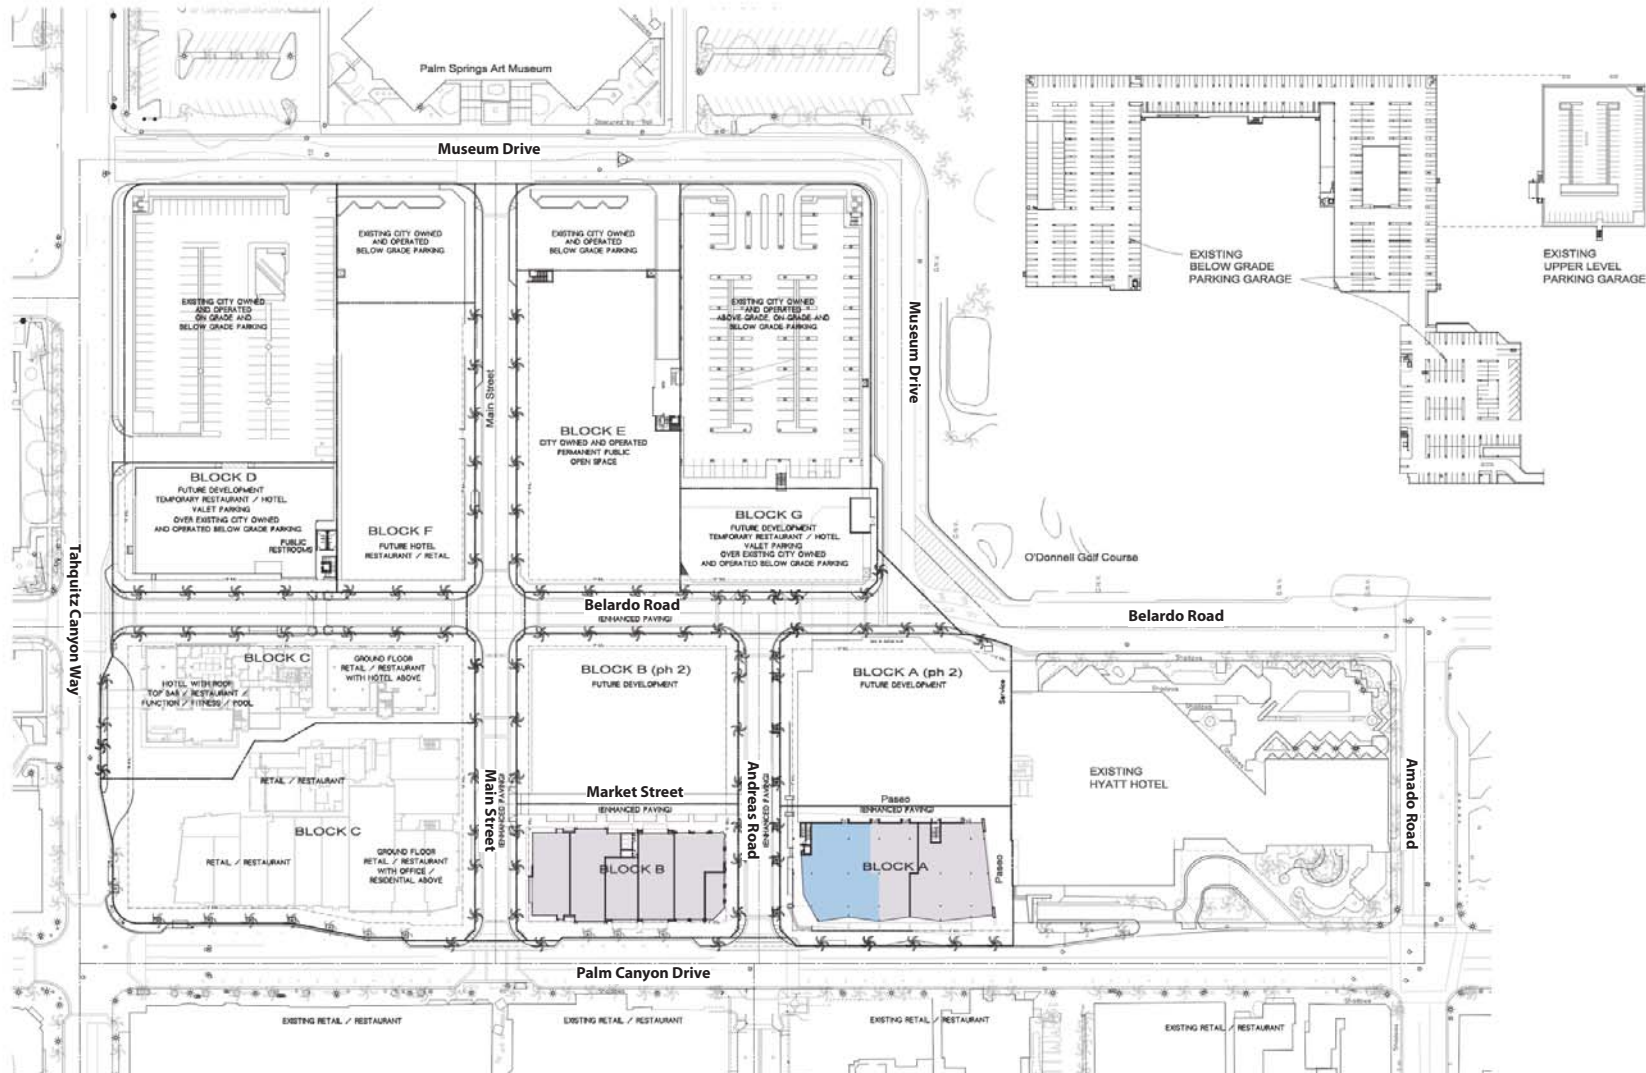 Palm Springs Art Museum
Museum Drive
EXISTING CITY OWNED
AND OPERATED
BELOW GRADE PARKING
EXISTING CITY OWNED
AND OPERATED
BELOW GRADE PARKING
EXISTING CITY OWNED
AND OPERATED
ON GRADE AND
BELOW GRADE PARKING
EXISTING CITY OWNED
AND OPERATED
ABOVE GRADE, ON GRADE AND
BELOW GRADE PARKING
EXISTING
BELOW GRADE
PARKING GARAGE
EXISTING
UPPER LEVEL
PARKING GARAGE
Museum Drive
Main Street
BLOCK E
CITY OWNED AND OPERATED
PERMANENT PUBLIC
OPEN SPACE
BLOCK D
FUTURE DEVELOPMENT
TEMPORARY RESTAURANT / HOTEL
VALET PARKING
OVER EXISTING CITY OWNED
AND OPERATED BELOW GRADE PARKING
PUBLIC
RESTROOMS
BLOCK F
FUTURE HOTEL
RESTAURANT / RETAIL
BLOCK G
FUTURE DEVELOPMENT
TEMPORARY RESTAURANT / HOTEL
VALET PARKING
OVER EXISTING CITY OWNED
AND OPERATED BELOW GRADE PARKING
O'Donnell Golf Course
Tahquitz Canyon Way
Belardo Road
(ENHANCED PAVING)
Belardo Road
BLOCK C
HOTEL WITH ROOF
TOP BAR / RESTAURANT /
FUNCTION / FITNESS / POOL
GROUND FLOOR
RETAIL / RESTAURANT
WITH HOTEL ABOVE
BLOCK B (ph 2)
FUTURE DEVELOPMENT
BLOCK A (ph 2)
FUTURE DEVELOPMENT
Service
Shadows
Shadows
Shadows
EXISTING
HYATT HOTEL
RETAIL / RESTAURANT
BLOCK C
RETAIL / RESTAURANT
GROUND FLOOR
RETAIL / RESTAURANT
WITH OFFICE /
RESIDENTIAL ABOVE
Main Street
(ENHANCED PAVING)
Market Street
(ENHANCED PAVING)
BLOCK B
Andreas Road
(ENHANCED PAVING)
Paseo
(ENHANCED PAVING)
BLOCK A
Paseo
Amado Road
Palm Canyon Drive
Shadows
Shadows
EXISTING RETAIL / RESTAURANT
EXISTING RETAIL / RESTAURANT
EXISTING RETAIL / RESTAURANT
EXISTING RETAIL / RESTAURANT